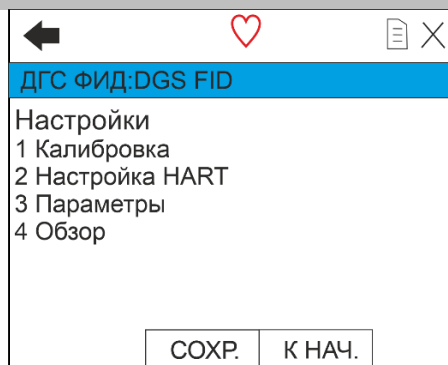 ДГС ФИД:DGS FID
Настройки
1 Калибровка
2 Настройка HART
3 Параметры
4 Обзор
СОХР. К НАЧ.